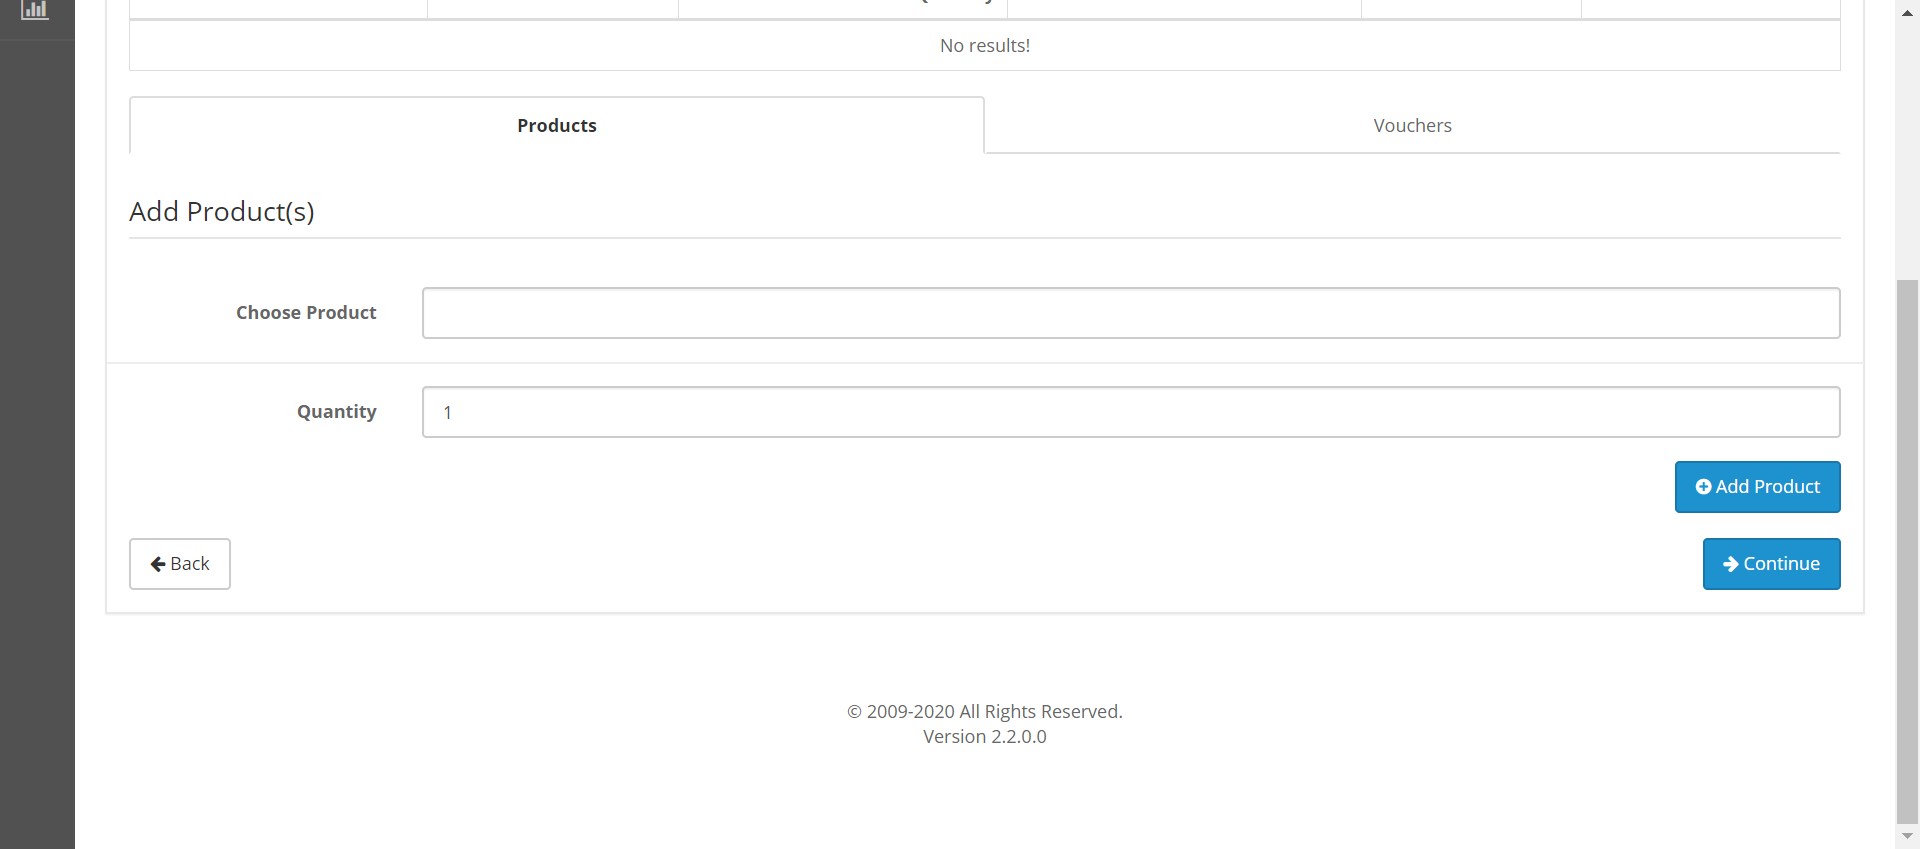 No results!
Products
Vouchers
Add Product(s)
Choose Product
Quantity
1
Add Product
Back
Continue
© 2009-2020 All Rights Reserved.
Version 2.2.0.0